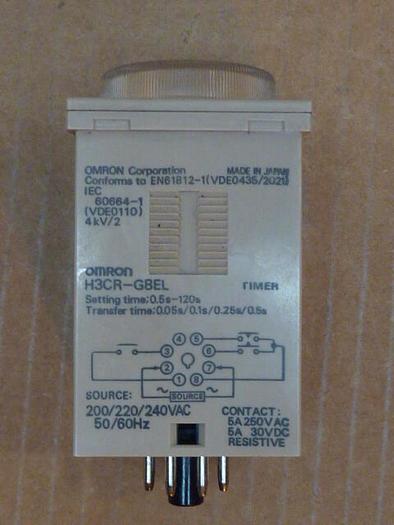 OMRON Corporation MADE IN JAPAN
Conforms to EN61812-1(VDE0435/2021)
IEC
60664-1
(VDE0110)
4kV/2
OMRON
H3CR-G8EL TIMER
Setting time:0.5s-120s
Transfer time:0.05s/0.1s/0.25s/0.5s
4 5
3 6
2 7
1 8
SOURCE: ~ SOURCE ~
200/220/240VAC
50/60Hz
CONTACT:
5A 250VAC
5A 30VDC
RESISTIVE